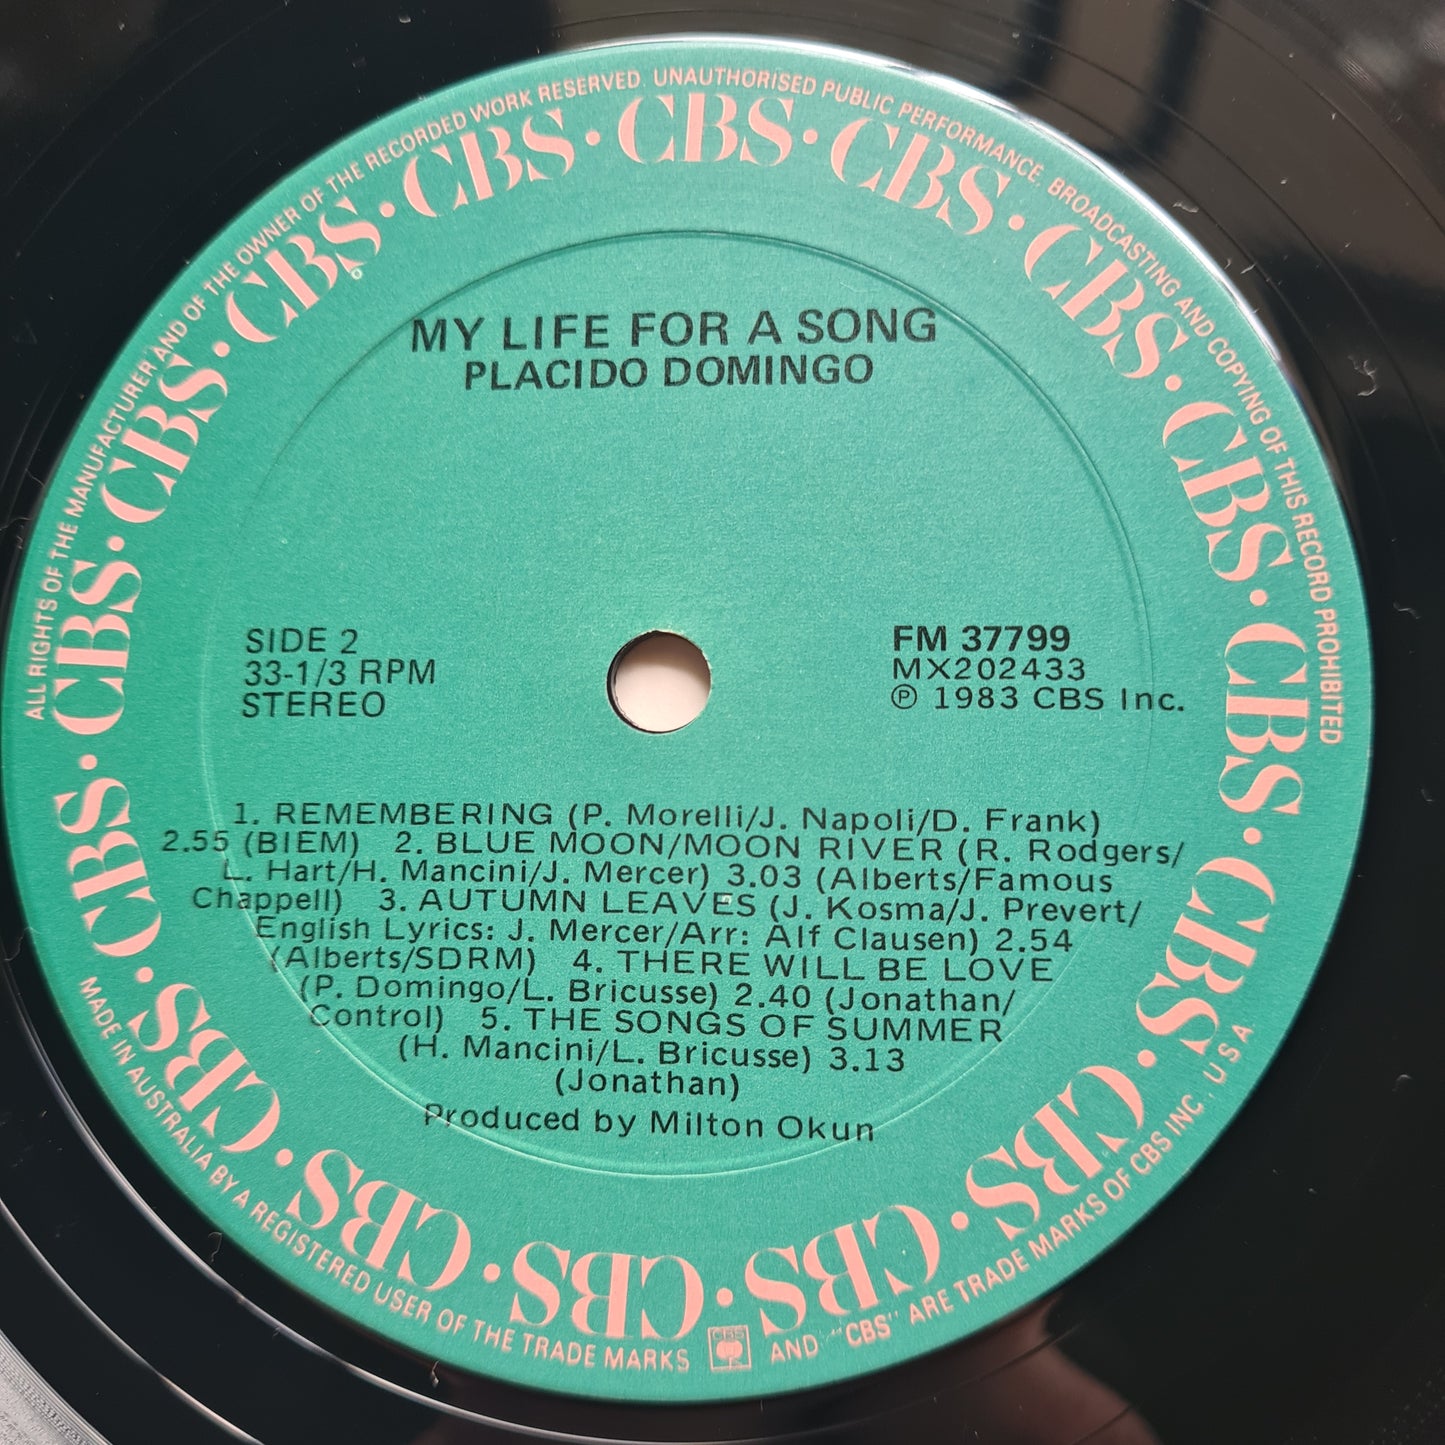 ALL RIGHTS OF THE MANUFACTURER AND OF THE OWNER OF THE RECORDED WORK RESERVED. UNAUTHORISED PUBLIC PERFORMANCE. BROADCASTING AND COPYING OF THIS RECORD PROHIBITED
CBS · CBS · CBS · CBS · CBS · CBS · CBS · CBS · CBS · CBS · CBS · CBS · CBS · CBS · CBS · CBS · CBS ·
MY LIFE FOR A SONG
PLACIDO DOMINGO
SIDE 2
33-1/3 RPM
STEREO
FM 37799
MX202433
℗ 1983 CBS Inc.
1. REMEMBERING (P. Morelli/J. Napoli/D. Frank)
2.55 (BIEM) 2. BLUE MOON/MOON RIVER (R. Rodgers/
L. Hart/H. Mancini/J. Mercer) 3.03 (Alberts/Famous
Chappell) 3. AUTUMN LEAVES (J. Kosma/J. Prevert/
English Lyrics: J. Mercer/Arr: Alf Clausen) 2.54
(Alberts/SDRM) 4. THERE WILL BE LOVE
(P. Domingo/L. Bricusse) 2.40 (Jonathan/
Control) 5. THE SONGS OF SUMMER
(H. Mancini/L. Bricusse) 3.13
(Jonathan)
Produced by Milton Okun
MADE IN AUSTRALIA BY A REGISTERED USER OF THE TRADE MARKS CBS AND "CBS" ARE TRADE MARKS OF CBS INC., USA